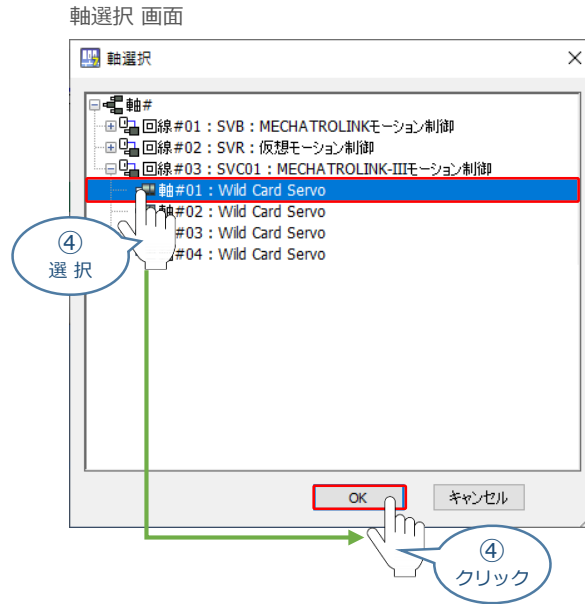 軸選択 画面
軸選択
軸#
回線#01 : SVB : MECHATROLINKモーション制御
回線#02 : SVR : 仮想モーション制御
回線#03 : SVC01 : MECHATROLINK-IIIモーション制御
軸#01 : Wild Card Servo
軸#02 : Wild Card Servo
#03 : Wild Card Servo
#04 : Wild Card Servo
④
選 択
OK
キャンセル
④
クリック